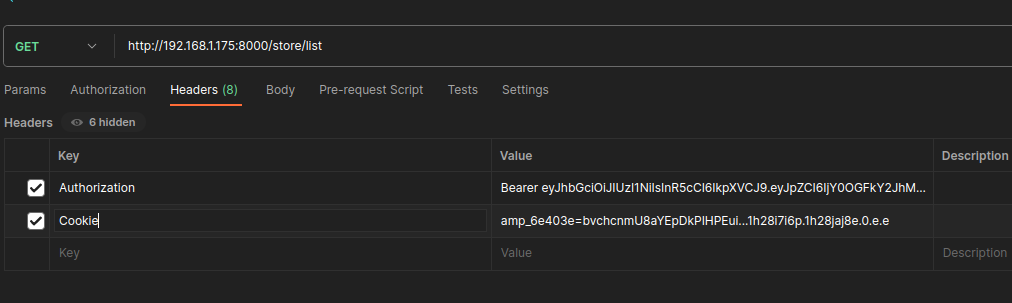 GET http://192.168.1.175:8000/store/list
Params Authorization Headers (8) Body Pre-request Script Tests Settings
Headers 6 hidden
Key Value Description
Authorization Bearer eyJhbGciOiJIUzI1NiIsInR5cCI6IkpXVCJ9.eyJpZCI6IjY0OGFkY2JhM...
Cookie amp_6e403e=bvchcnmU8aYEpDkPIHPEui...1h28l7i6p.1h28jaj8e.0.e.e
Key Value Description